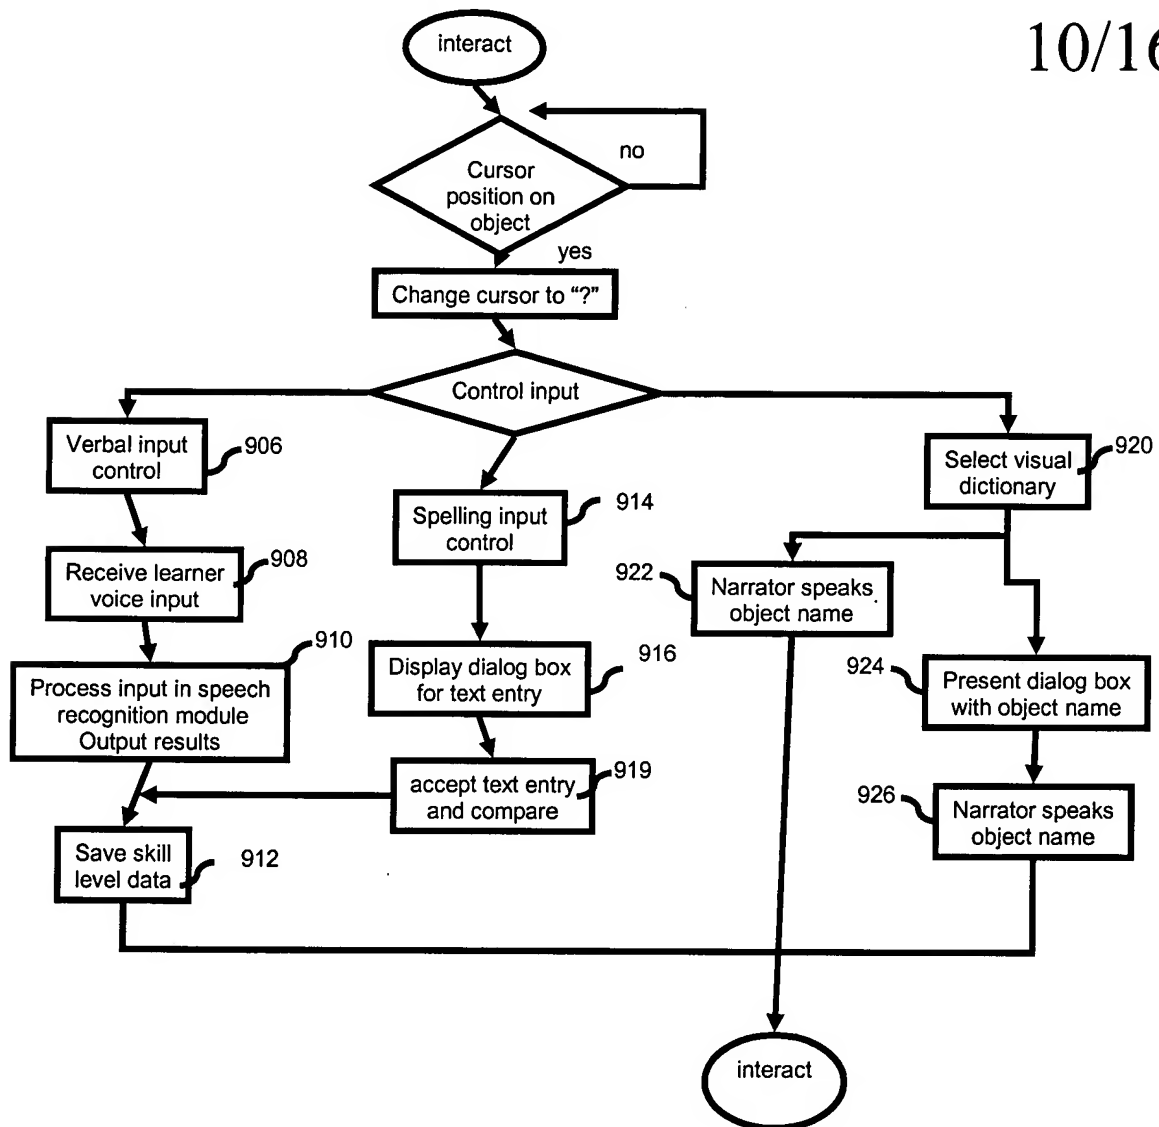 interact
10/16
no
Cursor
position on
object
yes
Change cursor to “?”
Control input
Verbal input
control
906
Select visual
dictionary
920
Spelling input
control
914
Receive learner
voice input
908
922
Narrator speaks
object name
910
Process input in speech
recognition module
Output results
Display dialog box
for text entry
916
924
Present dialog box
with object name
accept text entry
and compare
919
926
Narrator speaks
object name
Save skill
level data
912
interact